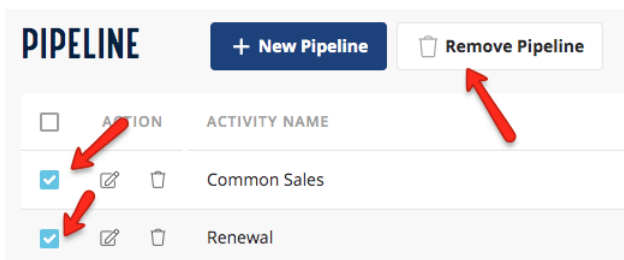 PIPELINE
+ New Pipeline
Remove Pipeline
ACTION ACTIVITY NAME
Common Sales
Renewal